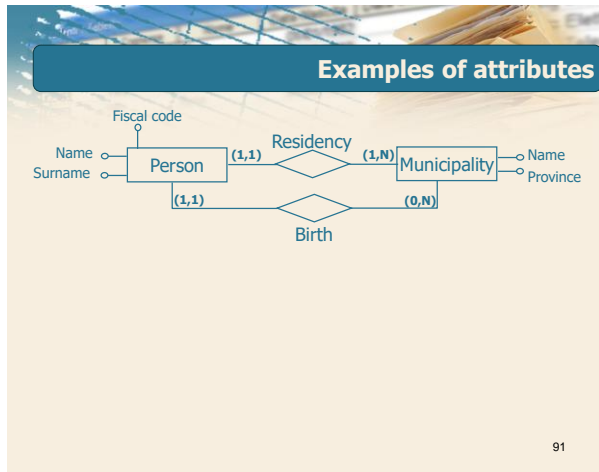 Examples of attributes
Fiscal code
Name
Surname
Person
(1,1)
Residency
(1,N)
Municipality
Name
Province
(1,1)
(0,N)
Birth
91